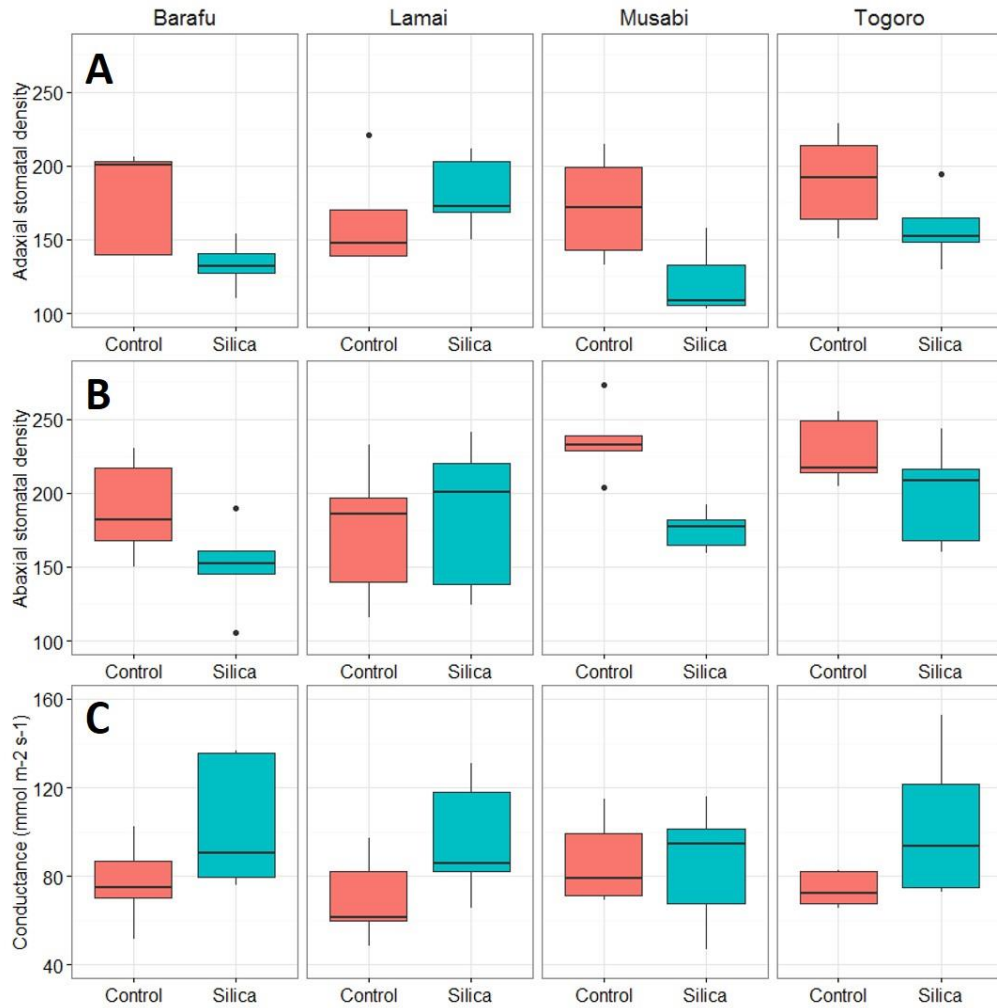 Barafu Lamai Musabi Togoro
A
Adaxial stomatal density
250
200
150
100
Control Silica Control Silica Control Silica Control Silica
B
Abaxial stomatal density
250
200
150
100
Control Silica Control Silica Control Silica Control Silica
C
Conductance (mmol m-2 s-1)
160
120
80
40
Control Silica Control Silica Control Silica Control Silica